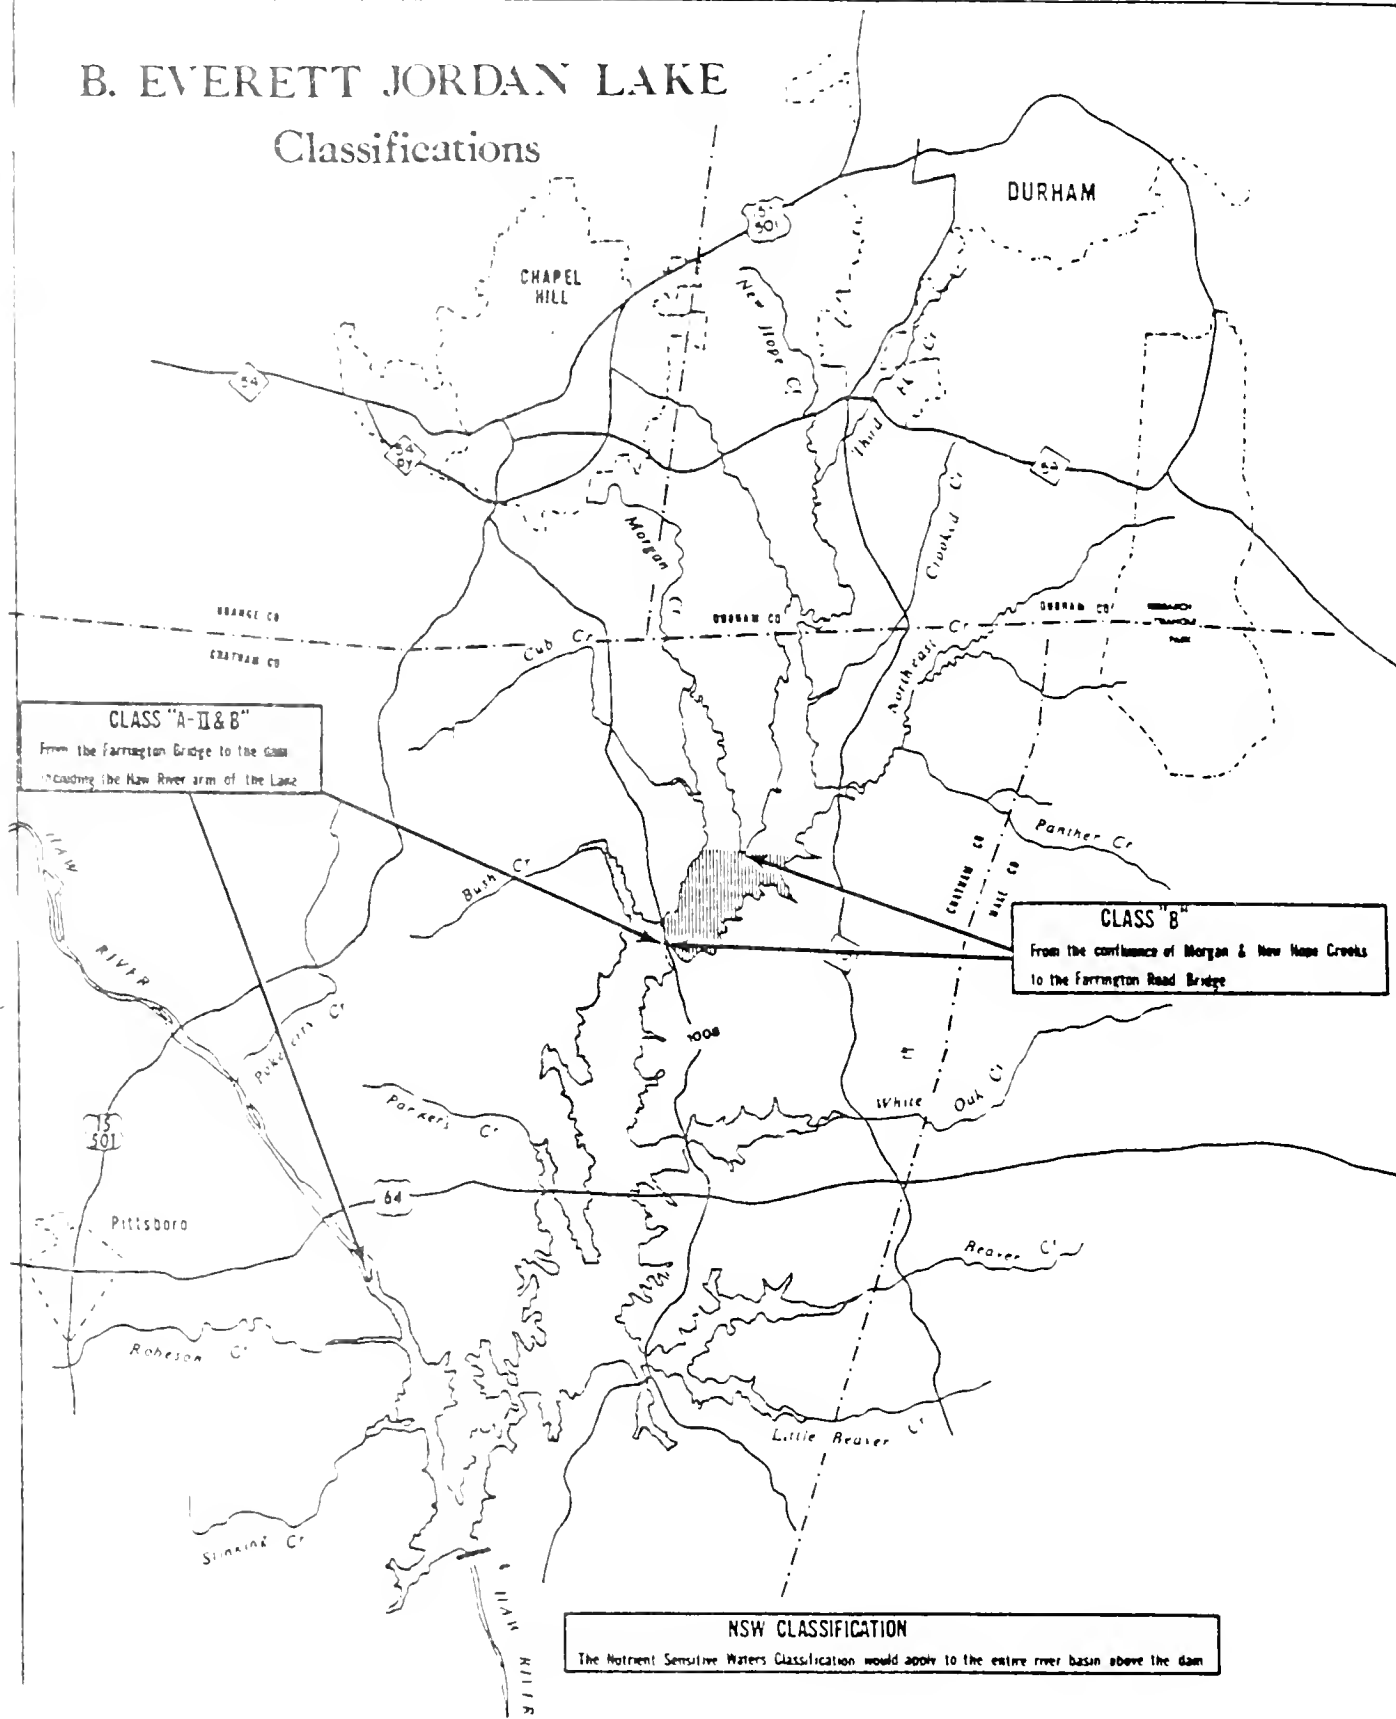 B. EVERETT JORDAN LAKE
Classifications
DURHAM
15
501
CHAPEL
HILL
New Hope Cr
54
Cr
Third
54
BY
54
Morgan
Cr
Crooked Cr
ORANGE CO
CHATHAM CO
DURHAM CO
DURHAM CO
RESEARCH
TRIANGLE
PARK
Cub Cr
Northeast Cr
CLASS "A-II & B"
From the Farrington Bridge to the dam
including the Haw River arm of the Lake
Panther Cr
HAW
RIVER
Bush Cr
CHATHAM CO
WAKE CO
CLASS "B"
From the confluence of Morgan & New Hope Creeks
to the Farrington Road Bridge
Cr
1008
Parkers Cr
White Oak Cr
15
501
64
Pittsboro
Beaver Cr
Robeson Cr
Little Beaver Cr
Stinking Cr
HAW RIVER
NSW CLASSIFICATION
The Nutrient Sensitive Waters Classification would apply to the entire river basin above the dam